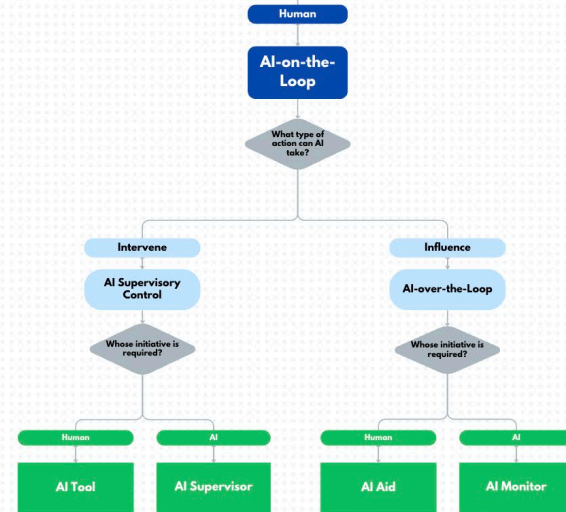 Human
AI-on-the-
Loop
What type of
action can AI
take?
Intervene
Influence
AI Supervisory
Control
AI-over-the-Loop
Whose initiative is
required?
Whose initiative is
required?
Human
AI
Human
AI
AI Tool
AI Supervisor
AI Aid
AI Monitor